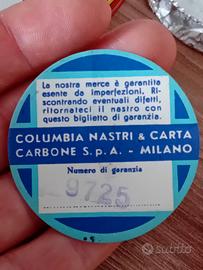 La nostra merce è garantita
esente da imperfezioni. Ri-
scontrando eventuali difetti,
ritornateci il nastro con
questo biglietto di garanzia.
COLUMBIA NASTRI & CARTA
CARBONE S.p.A. - MILANO
Numero di garanzia
9725
subito